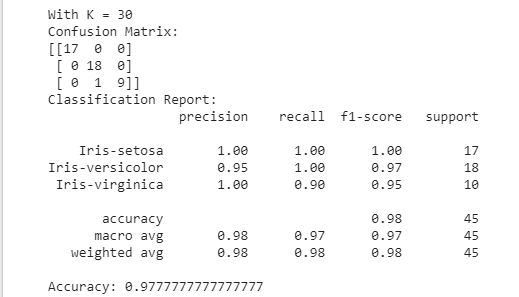 With K = 30
Confusion Matrix:
[[17  0  0]
 [ 0 18  0]
 [ 0  1  9]]
Classification Report:
                 precision    recall  f1-score   support

    Iris-setosa       1.00      1.00      1.00        17
Iris-versicolor       0.95      1.00      0.97        18
 Iris-virginica       1.00      0.90      0.95        10

       accuracy                           0.98        45
      macro avg       0.98      0.97      0.97        45
   weighted avg       0.98      0.98      0.98        45

Accuracy: 0.9777777777777777